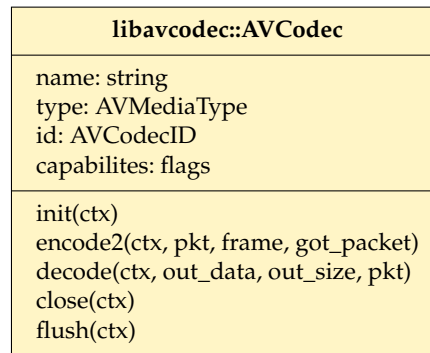 libavcodec::AVCodec
name: string
type: AVMediaType
id: AVCodecID
capabilites: flags
init(ctx)
encode2(ctx, pkt, frame, got_packet)
decode(ctx, out_data, out_size, pkt)
close(ctx)
flush(ctx)